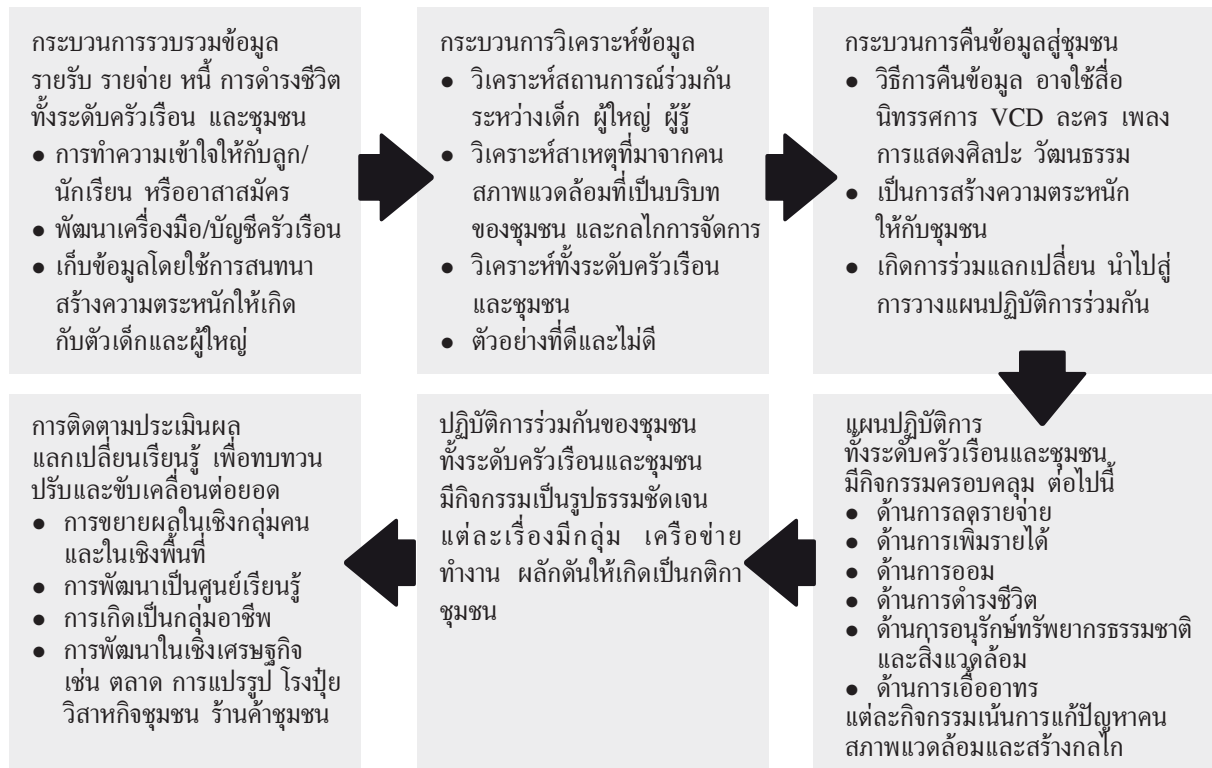 กระบวนการรวบรวมข้อมูล
รายรับ รายจ่าย หนี้ การดำรงชีวิต
ทั้งระดับครัวเรือน และชุมชน
● การทำความเข้าใจให้กับลูก/
นักเรียน หรืออาสาสมัคร
● พัฒนาเครื่องมือ/บัญชีครัวเรือน
● เก็บข้อมูลโดยใช้การสนทนา
สร้างความตระหนักให้เกิด
กับตัวเด็กและผู้ใหญ่
กระบวนการวิเคราะห์ข้อมูล
● วิเคราะห์สถานการณ์ร่วมกัน
ระหว่างเด็ก ผู้ใหญ่ ผู้รู้
● วิเคราะห์สาเหตุที่มาจากคน
สภาพแวดล้อมที่เป็นบริบท
ของชุมชน และกลไกการจัดการ
● วิเคราะห์ทั้งระดับครัวเรือน
และชุมชน
● ตัวอย่างที่ดีและไม่ดี
กระบวนการคืนข้อมูลสู่ชุมชน
● วิธีการคืนข้อมูล อาจใช้สื่อ
นิทรรศการ VCD ละคร เพลง
การแสดงศิลปะ วัฒนธรรม
● เป็นการสร้างความตระหนัก
ให้กับชุมชน
● เกิดการร่วมแลกเปลี่ยน นำไปสู่
การวางแผนปฏิบัติการร่วมกัน
แผนปฏิบัติการ
ทั้งระดับครัวเรือนและชุมชน
มีกิจกรรมครอบคลุม ต่อไปนี้
● ด้านการลดรายจ่าย
● ด้านการเพิ่มรายได้
● ด้านการออม
● ด้านการดำรงชีวิต
● ด้านการอนุรักษ์ทรัพยากรธรรมชาติ
และสิ่งแวดล้อม
● ด้านการเอื้ออาทร
แต่ละกิจกรรมเน้นการแก้ปัญหาคน
สภาพแวดล้อมและสร้างกลไก
ปฏิบัติการร่วมกันของชุมชน
ทั้งระดับครัวเรือนและชุมชน
มีกิจกรรมเป็นรูปธรรมชัดเจน
แต่ละเรื่องมีกลุ่ม เครือข่าย
ทำงาน ผลักดันให้เกิดเป็นกติกา
ชุมชน
การติดตามประเมินผล
แลกเปลี่ยนเรียนรู้ เพื่อทบทวน
ปรับและขับเคลื่อนต่อยอด
● การขยายผลในเชิงกลุ่มคน
และในเชิงพื้นที่
● การพัฒนาเป็นศูนย์เรียนรู้
● การเกิดเป็นกลุ่มอาชีพ
● การพัฒนาในเชิงเศรษฐกิจ
เช่น ตลาด การแปรรูป โรงปุ๋ย
วิสาหกิจชุมชน ร้านค้าชุมชน